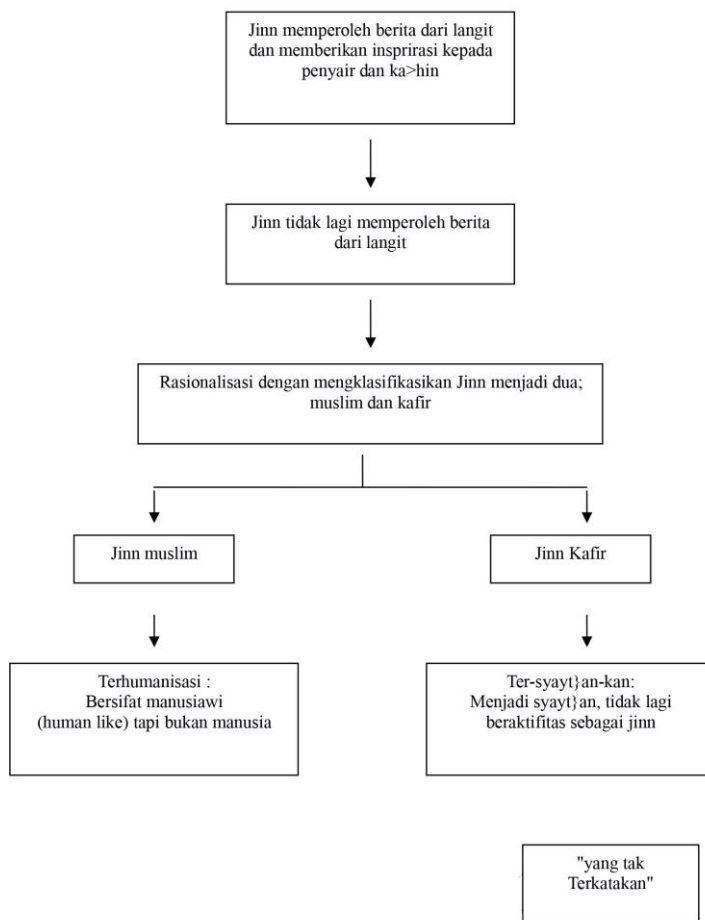 Jinn memperoleh berita dari langit
dan memberikan insprirasi kepada
penyair dan ka>hin
Jinn tidak lagi memperoleh berita
dari langit
Rasionalisasi dengan mengklasifikasikan Jinn menjadi dua;
muslim dan kafir
Jinn muslim
Jinn Kafir
Terhumanisasi :
Bersifat manusiawi
(human like) tapi bukan manusia
Ter-syayt}an-kan:
Menjadi syayt}an, tidak lagi
beraktifitas sebagai jinn
"yang tak
Terkatakan"